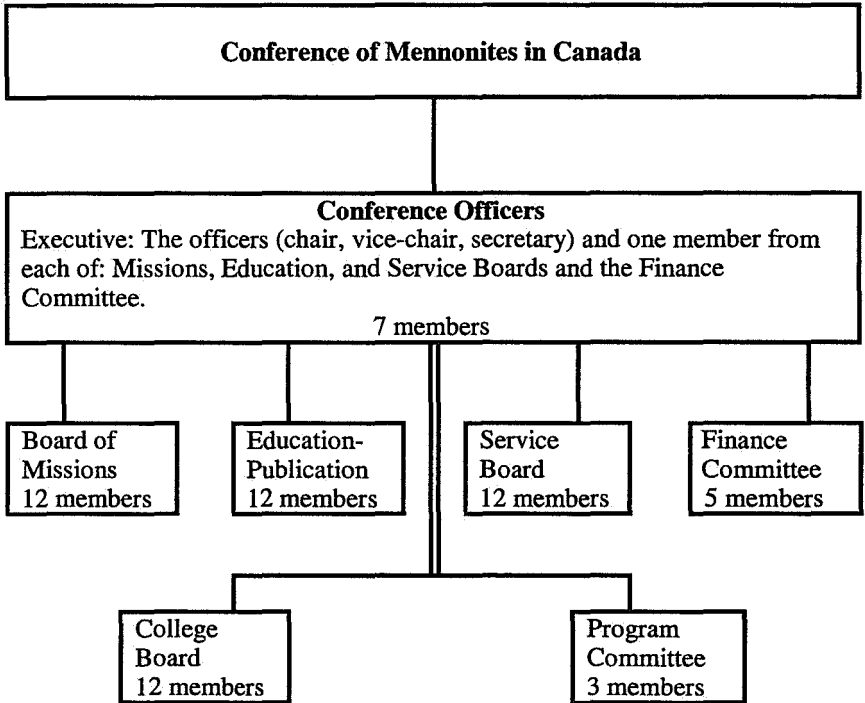 Conference of Mennonites in Canada
Conference Officers
Executive: The officers (chair, vice-chair, secretary) and one member from
each of: Missions, Education, and Service Boards and the Finance
Committee.
7 members
Board of
Missions
12 members
Education-
Publication
12 members
Service
Board
12 members
Finance
Committee
5 members
College
Board
12 members
Program
Committee
3 members